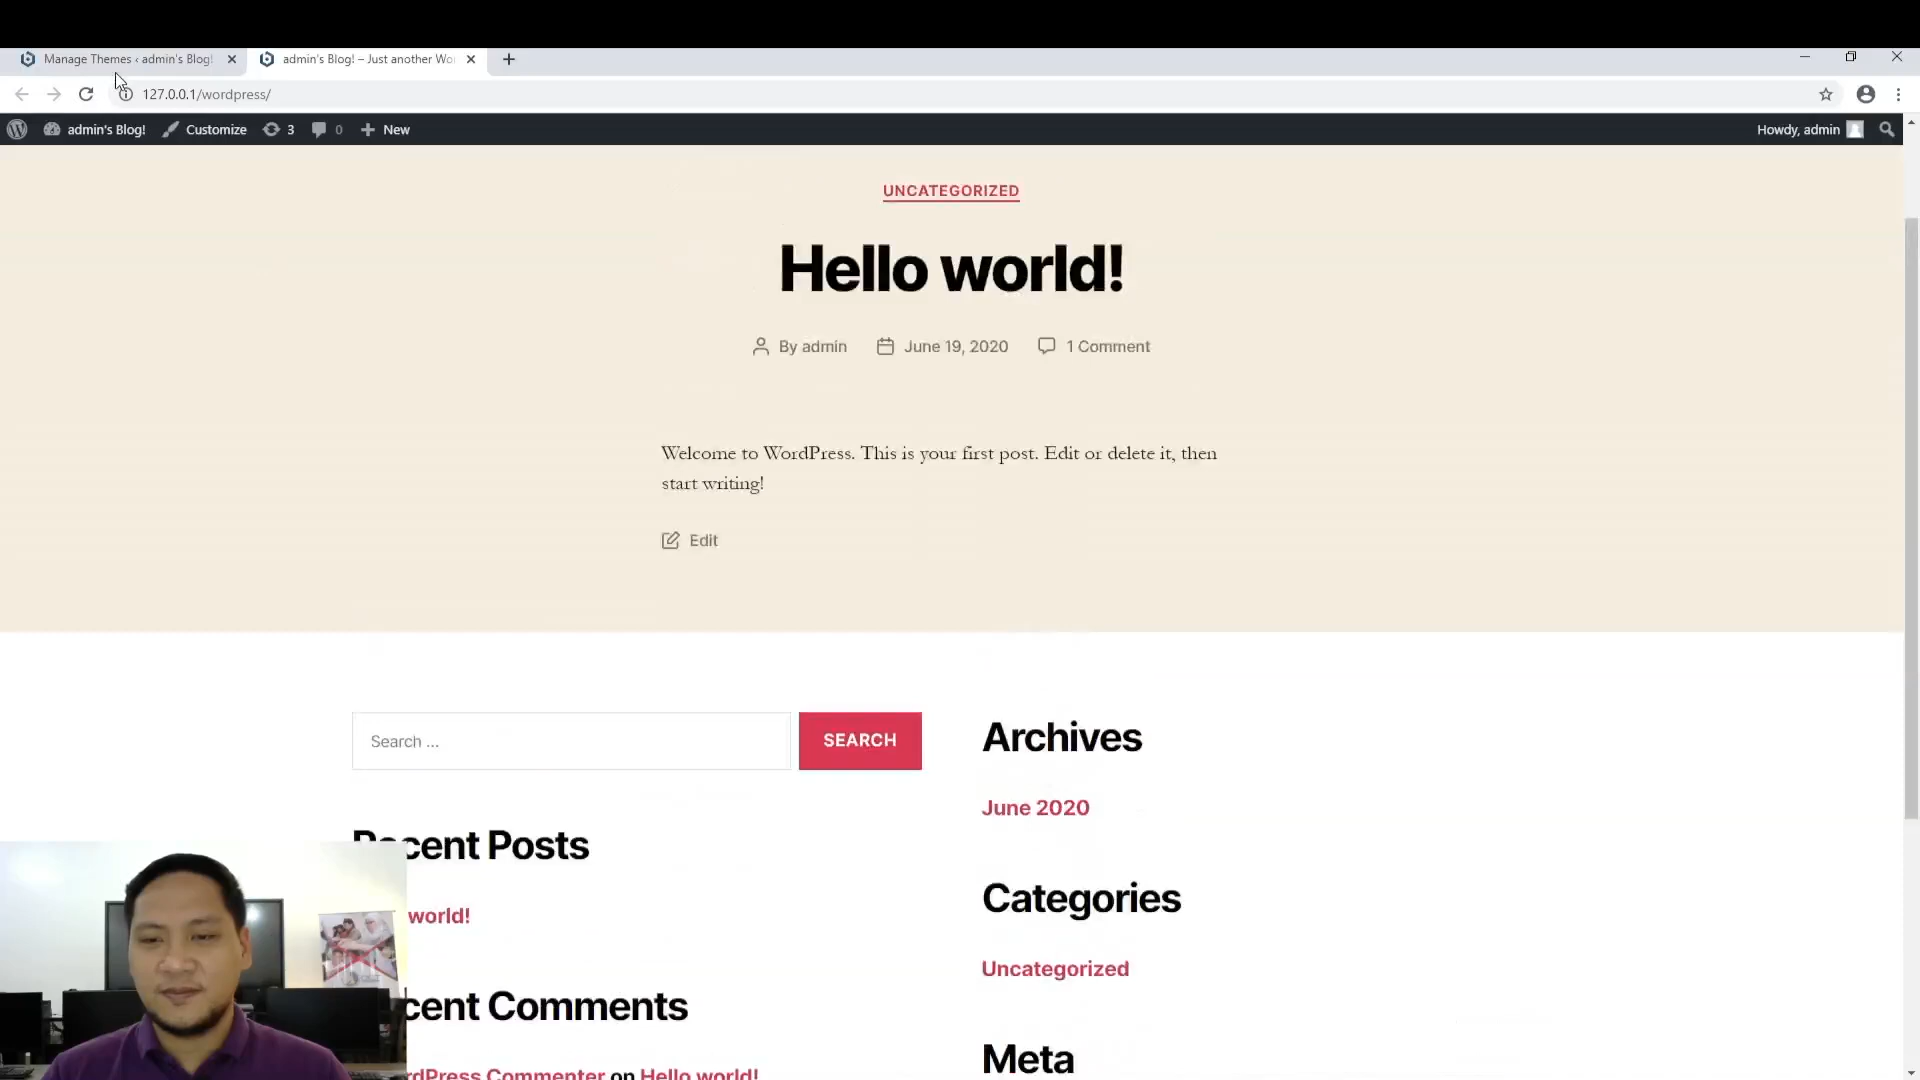 Manage Themes ‹ admin's Blog!
admin's Blog! – Just another Wo
127.0.0.1/wordpress/
admin's Blog! Customize 3 0 New Howdy, admin
UNCATEGORIZED
Hello world!
By admin June 19, 2020 1 Comment
Welcome to WordPress. This is your first post. Edit or delete it, then
start writing!
Edit
Search ... SEARCH
Recent Posts
world!
cent Comments
rdPress Commenter on Hello world!
Archives
June 2020
Categories
Uncategorized
Meta